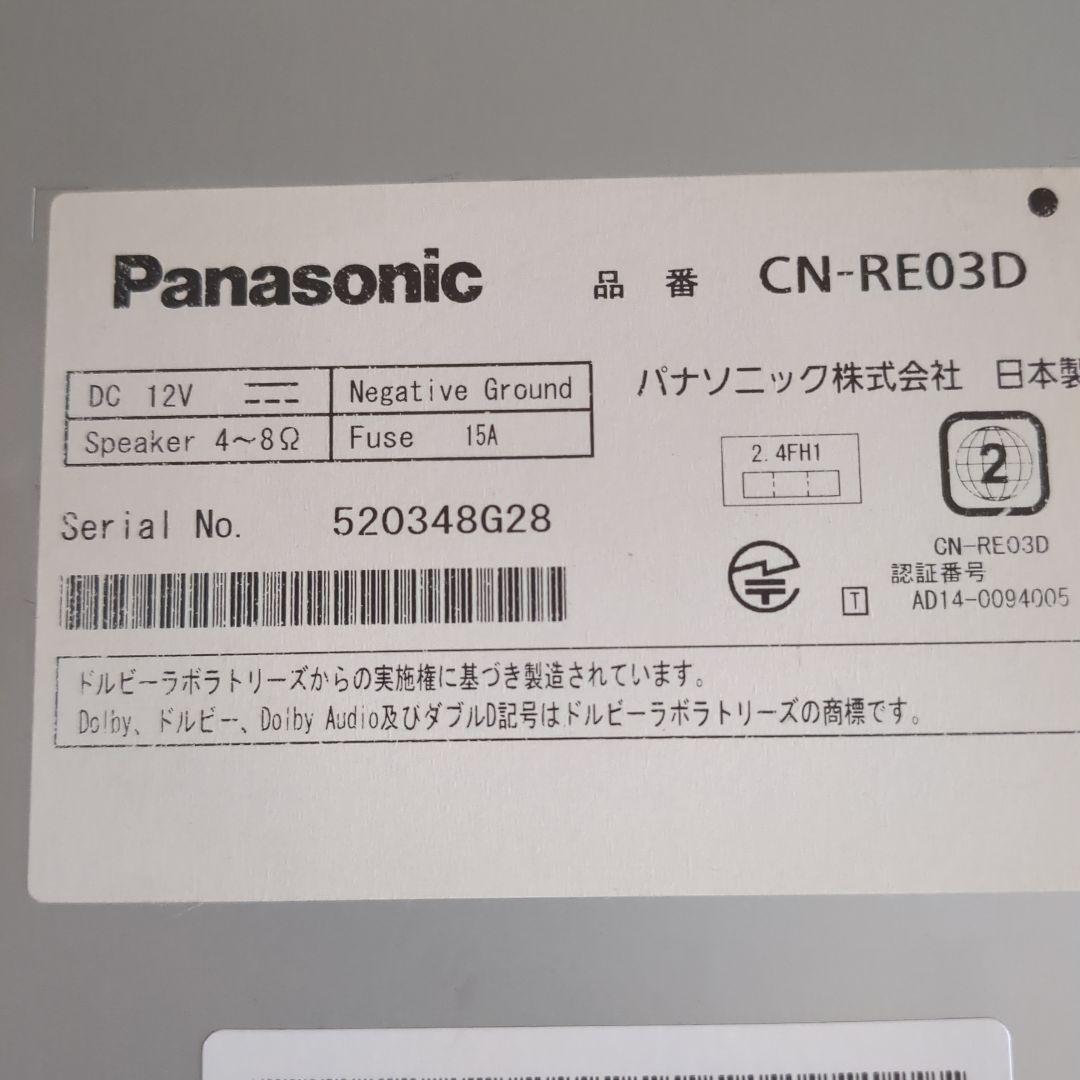 Panasonic 品番 CN-RE03D
DC 12V Negative Ground
Speaker 4～8Ω Fuse 15A
パナソニック株式会社 日本製
2.4FH1
2
Serial No. 520348G28
CN-RE03D
認証番号
T AD14-0094005
ドルビーラボラトリーズからの実施権に基づき製造されています。
Dolby、ドルビー、Dolby Audio及びダブルD記号はドルビーラボラトリーズの商標です。